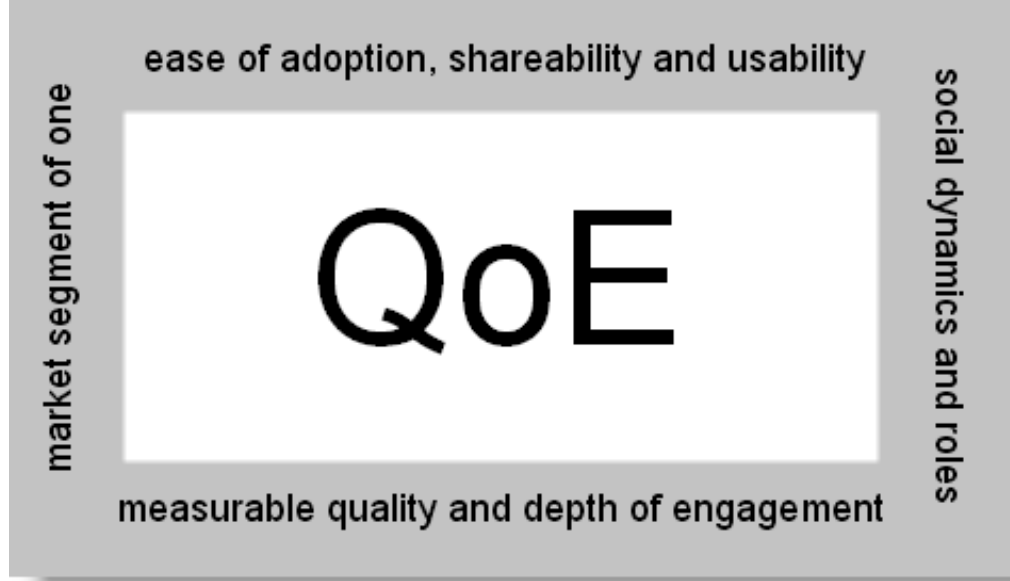 ease of adoption, shareability and usability
market segment of one
QoE
social dynamics and roles
measurable quality and depth of engagement